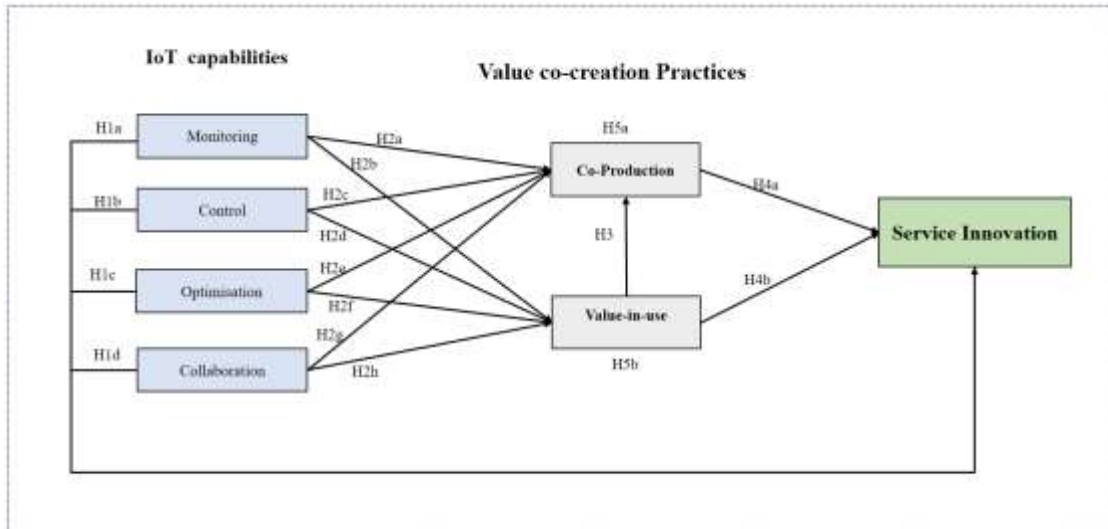 IoT capabilities
Value co-creation Practices
H1a
Monitoring
H2a
H2b
H5a
Co-Production
H4a
H1b
Control
H2c
H2d
H3
Service Innovation
H1c
Optimisation
H2e
H2f
H4b
Value-in-use
H5b
H1d
Collaboration
H2g
H2h